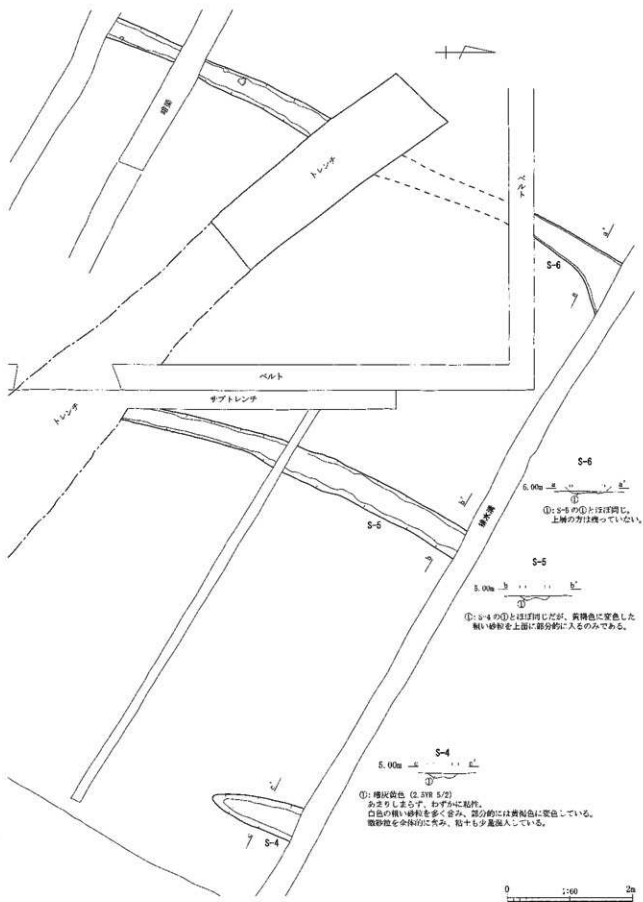 暗渠
トレンチ
ベルト
S-6
a'
a
ベルト
サブトレンチ
トレンチ
S-5
b'
b
排水溝
S-6
5.00m a a'
①
①: S-5の①とほぼ同じ。
上層の方は残っていない。
S-5
5.00m b b'
①
①: S-4の①とほぼ同じだが、黄褐色に変色した
粗い砂粒を上面に部分的に入るのみである。
S-4
5.00m c c'
①
①: 暗灰黄色 (2.5YR 5/2)
あまりしまらず、わずかに粘性。
白色の粗い砂粒を多く含み、部分的には黄褐色に変色している。
微砂粒を全体的に含み、粘土も少量混入している。
c'
c
S-4
0 1:60 2m